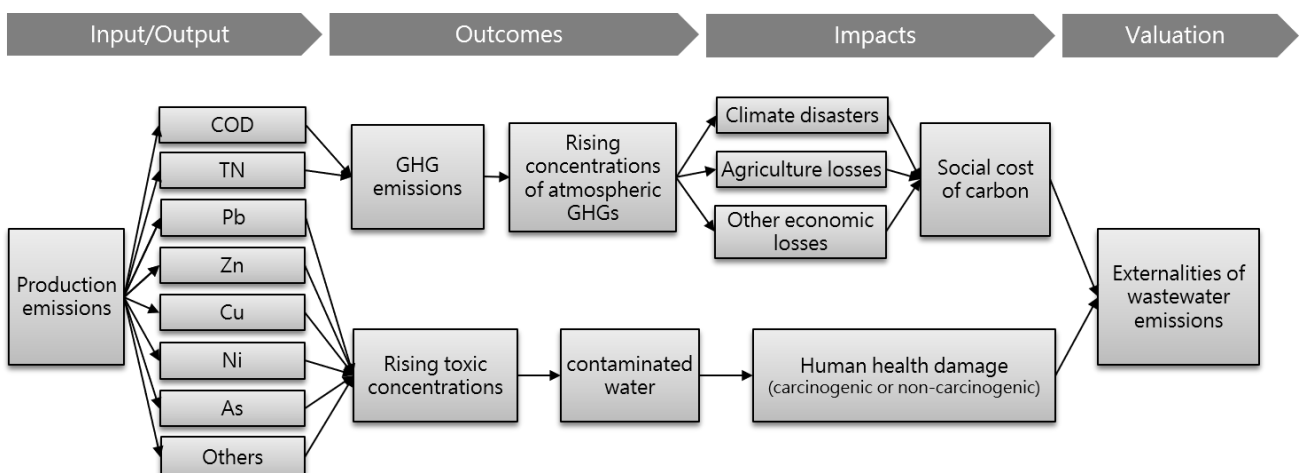 Input/Output
Outcomes
Impacts
Valuation
Production
emissions
COD
TN
Pb
Zn
Cu
Ni
As
Others
GHG
emissions
Rising
concentrations
of atmospheric
GHGs
Climate disasters
Agriculture losses
Other economic
losses
Social cost
of carbon
Rising toxic
concentrations
contaminated
water
Human health damage
(carcinogenic or non-carcinogenic)
Externalities of
wastewater
emissions